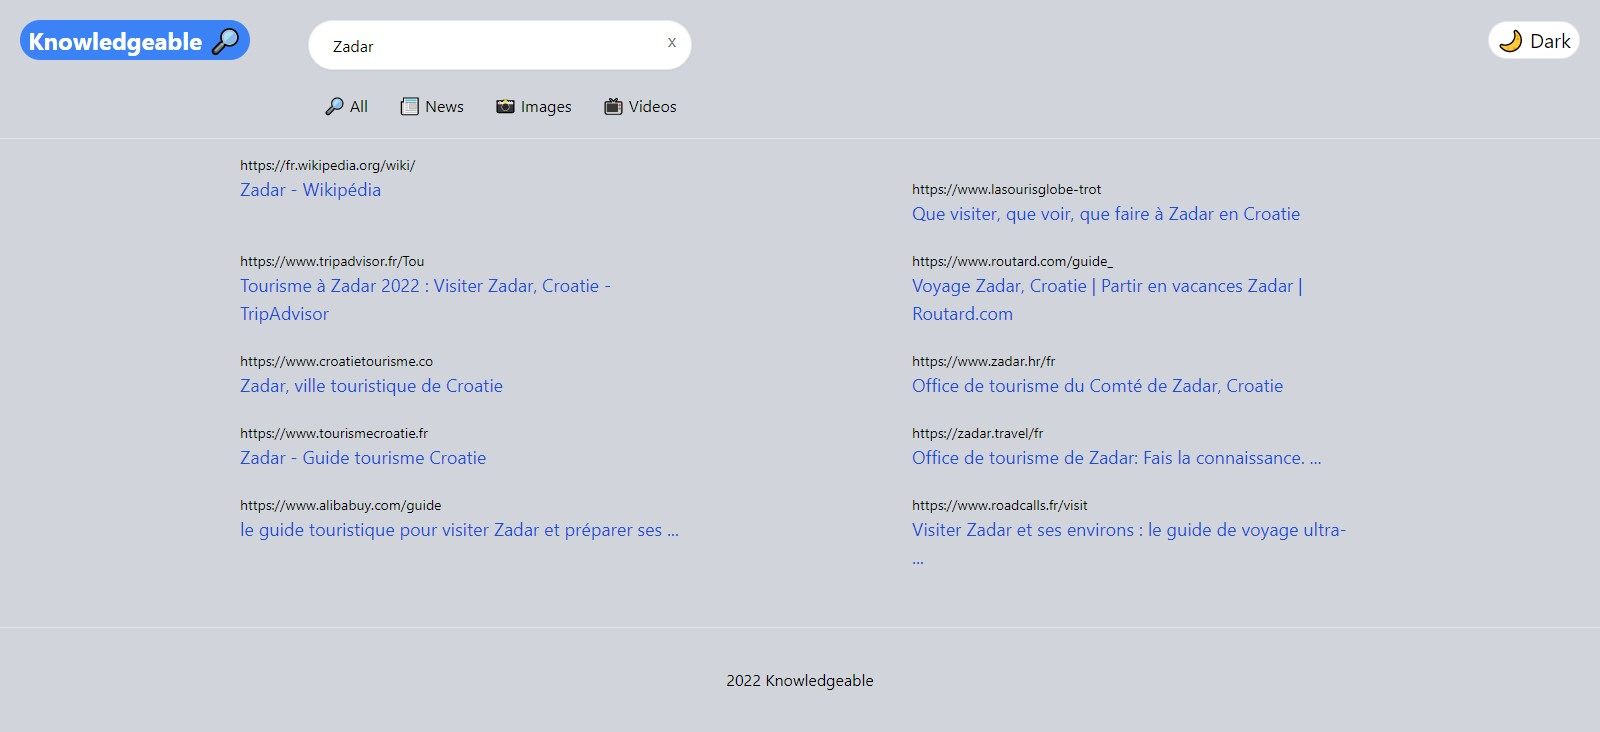 Knowledgeable
Zadar
x
Dark
All
News
Images
Videos
https://fr.wikipedia.org/wiki/
Zadar - Wikipédia
https://www.lasourisglobe-trot
Que visiter, que voir, que faire à Zadar en Croatie
https://www.tripadvisor.fr/Tou
Tourisme à Zadar 2022 : Visiter Zadar, Croatie -
TripAdvisor
https://www.routard.com/guide_
Voyage Zadar, Croatie | Partir en vacances Zadar |
Routard.com
https://www.croatietourisme.co
Zadar, ville touristique de Croatie
https://www.zadar.hr/fr
Office de tourisme du Comté de Zadar, Croatie
https://www.tourismecroatie.fr
Zadar - Guide tourisme Croatie
https://zadar.travel/fr
Office de tourisme de Zadar: Fais la connaissance. ...
https://www.alibabuy.com/guide
le guide touristique pour visiter Zadar et préparer ses ...
https://www.roadcalls.fr/visit
Visiter Zadar et ses environs : le guide de voyage ultra-
...
2022 Knowledgeable